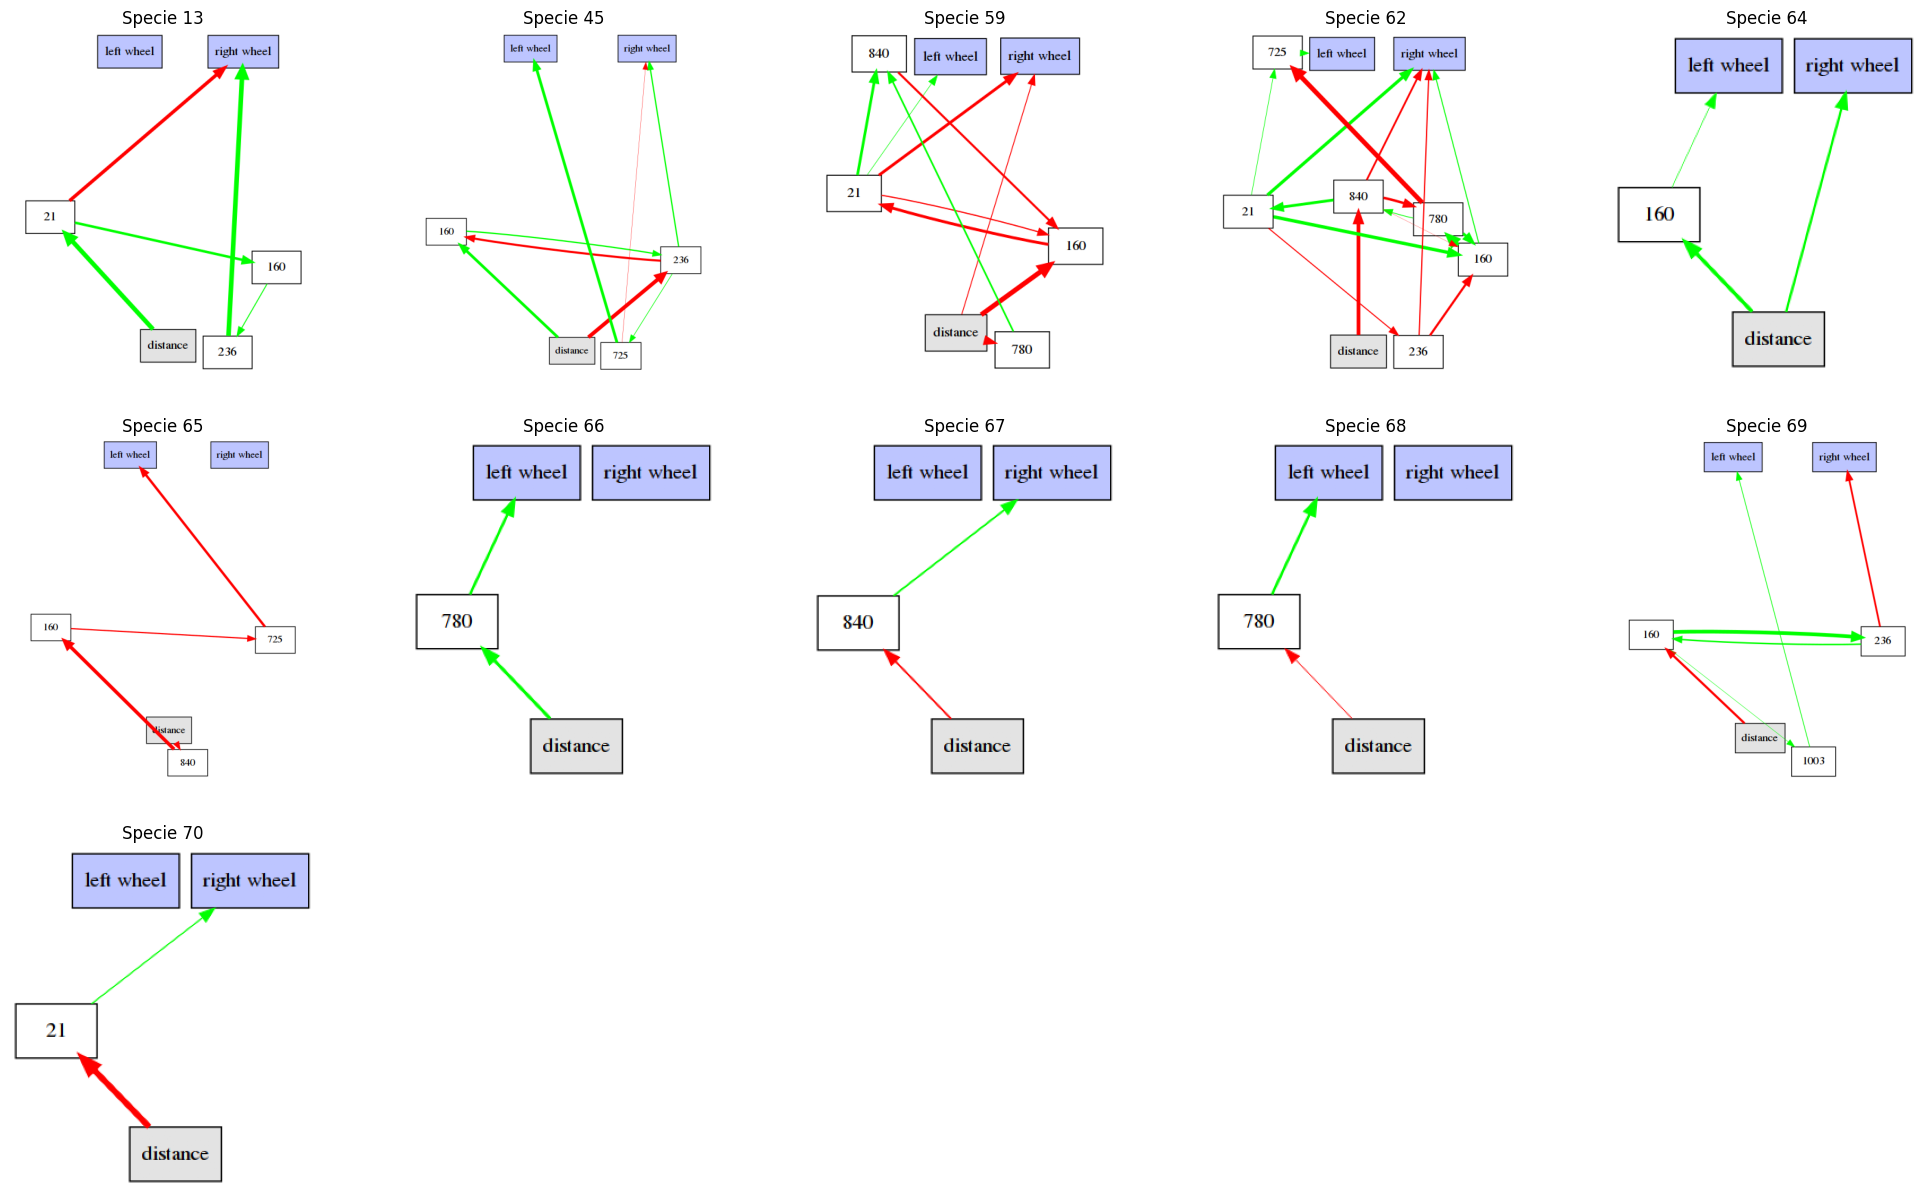 Specie 13
left wheel
right wheel
21
160
distance
236
Specie 45
left wheel
right wheel
160
236
distance
725
Specie 59
840
left wheel
right wheel
21
160
distance
780
Specie 62
725
left wheel
right wheel
840
21
780
160
distance
236
Specie 64
left wheel
right wheel
160
distance
Specie 65
left wheel
right wheel
160
725
distance
840
Specie 66
left wheel
right wheel
780
distance
Specie 67
left wheel
right wheel
840
distance
Specie 68
left wheel
right wheel
780
distance
Specie 69
left wheel
right wheel
160
236
distance
1003
Specie 70
left wheel
right wheel
21
distance